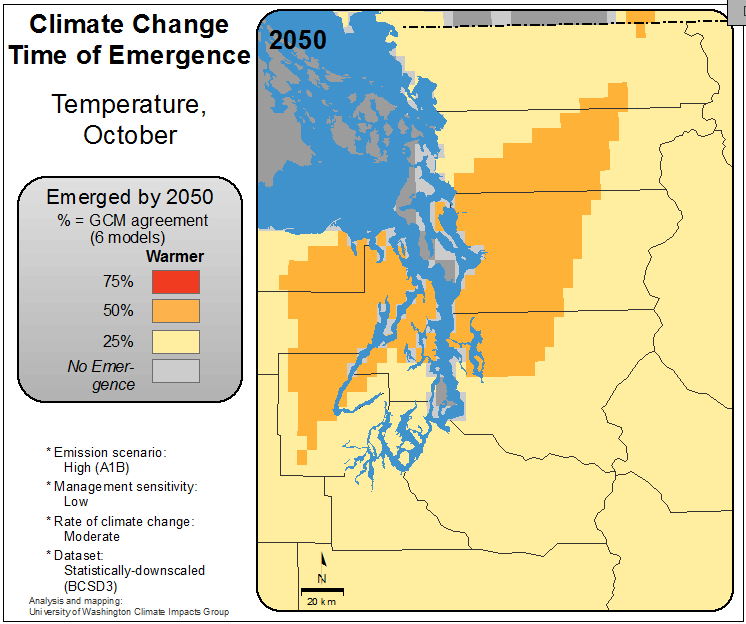 Climate Change
Time of Emergence
Temperature,
October
Emerged by 2050
% = GCM agreement
(6 models)
Warmer
75%
50%
25%
No Emer-
gence
* Emission scenario:
High (A1B)
* Management sensitivity:
Low
* Rate of climate change:
Moderate
* Dataset:
Statistically-downscaled
(BCSD3)
Analysis and mapping:
University of Washington Climate Impacts Group
2050
N
20 km